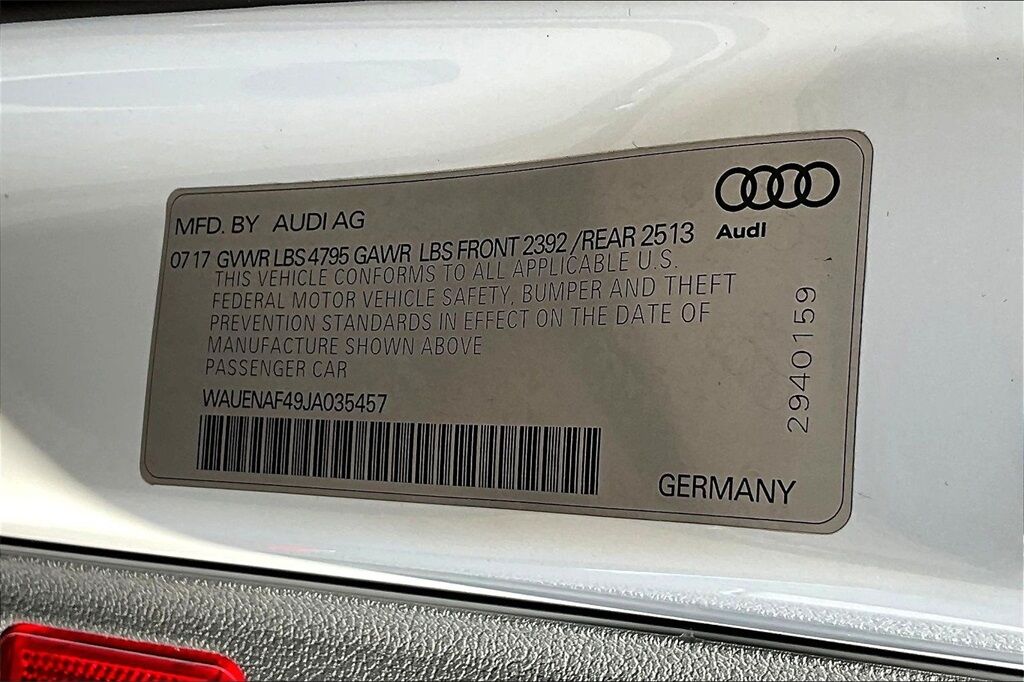 MFD. BY AUDI AG
Audi
07 17 GVWR LBS 4795 GAWR LBS FRONT 2392 /REAR 2513
THIS VEHICLE CONFORMS TO ALL APPLICABLE U.S.
FEDERAL MOTOR VEHICLE SAFETY, BUMPER AND THEFT
PREVENTION STANDARDS IN EFFECT ON THE DATE OF
MANUFACTURE SHOWN ABOVE
PASSENGER CAR
WAUENAF49JA035457
2940159
GERMANY